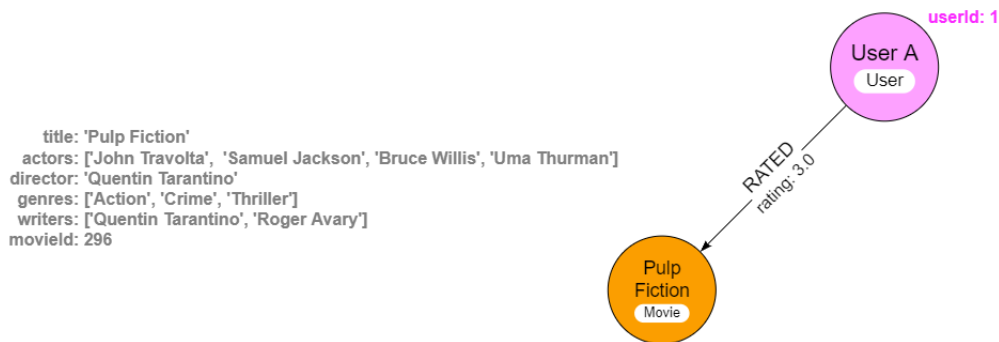 userId: 1
User A
User
title: 'Pulp Fiction'
actors: ['John Travolta', 'Samuel Jackson', 'Bruce Willis', 'Uma Thurman']
director: 'Quentin Tarantino'
genres: ['Action', 'Crime', 'Thriller']
writers: ['Quentin Tarantino', 'Roger Avary']
movieId: 296
RATED
rating: 3.0
Pulp
Fiction
Movie